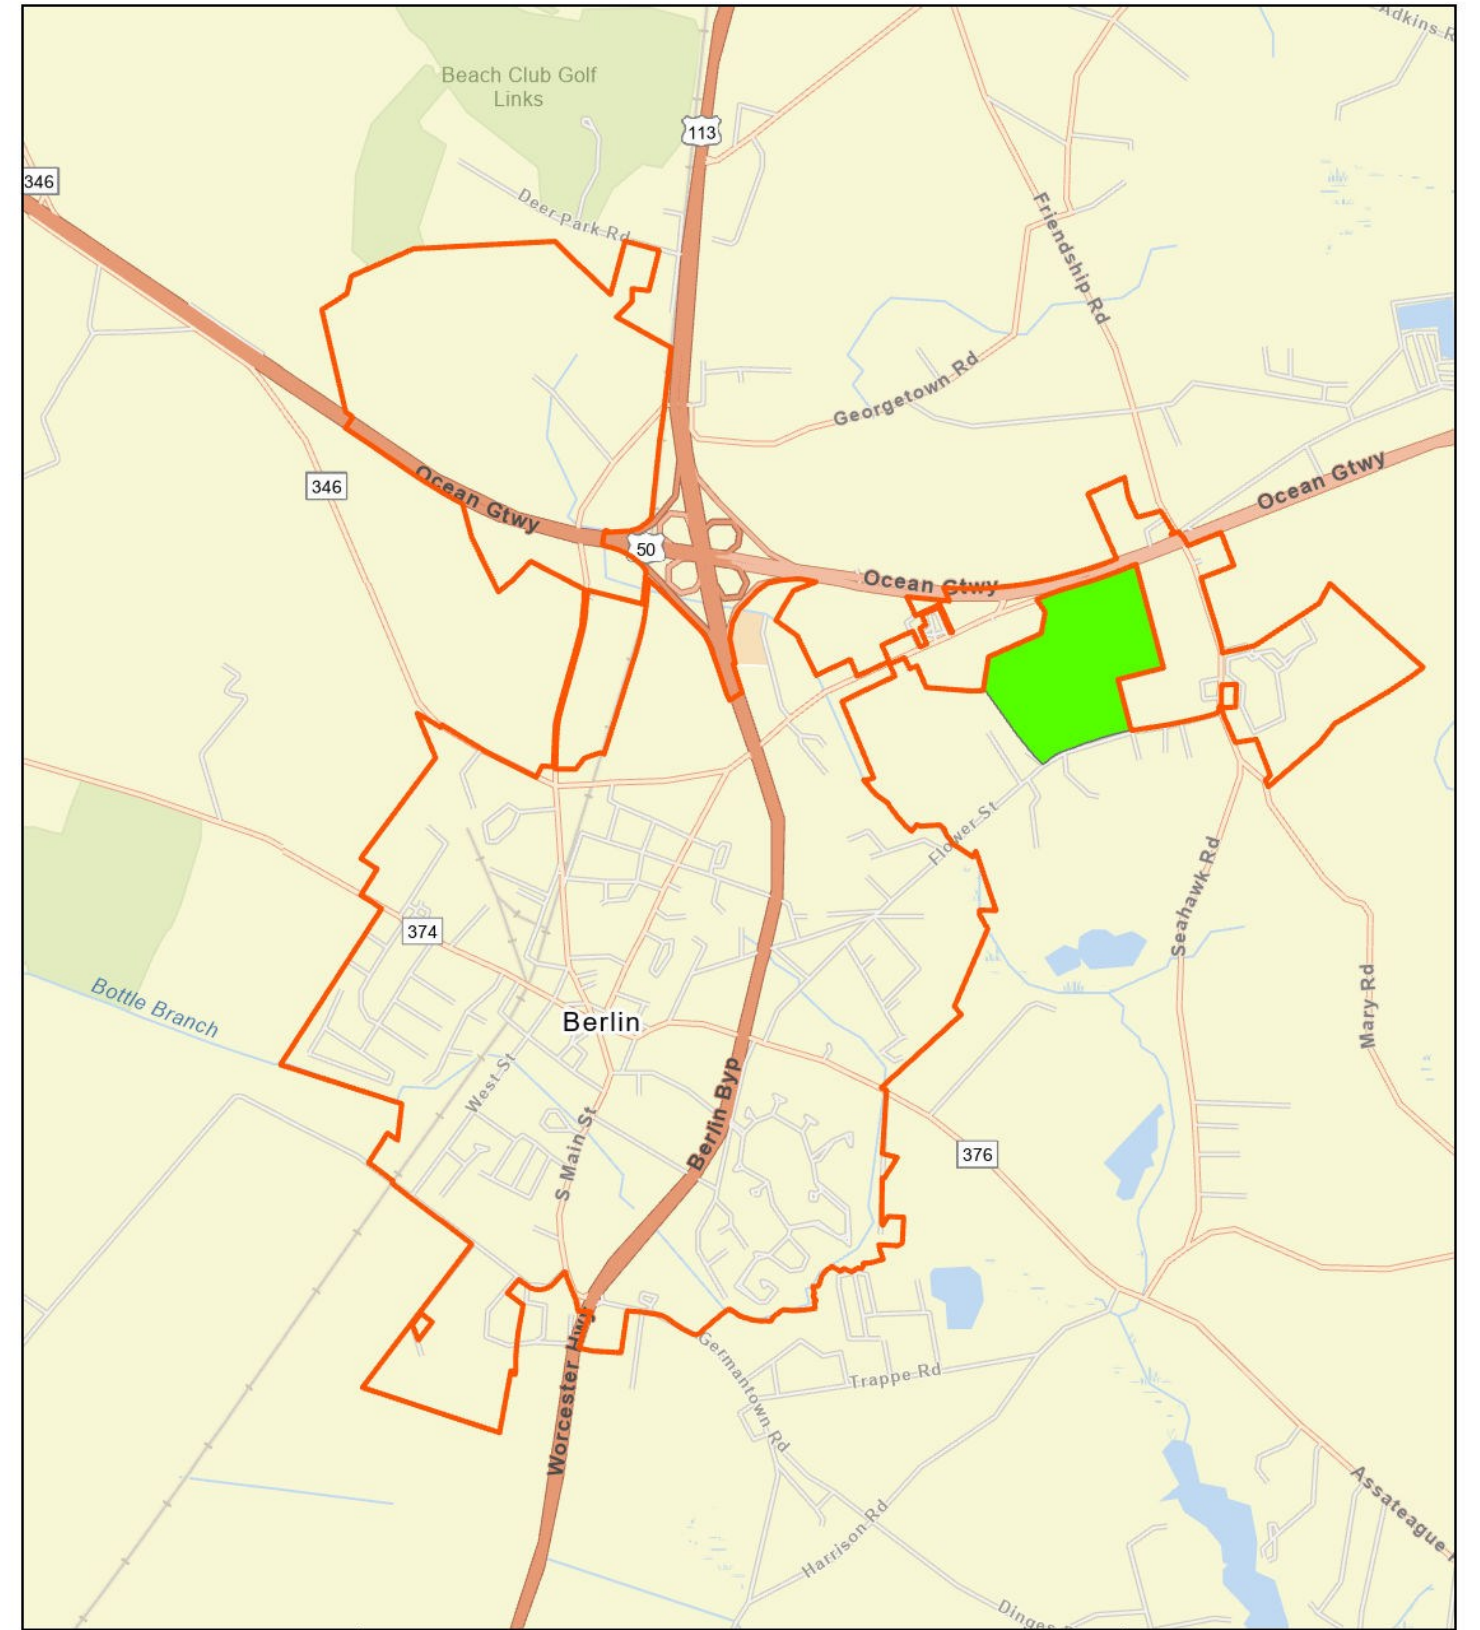 Adkins R
Beach Club Golf
Links
113
346
Deer Park Rd
Friendship Rd
Georgetown Rd
Ocean Gtwy
346
Ocean Gtwy
50
Ocean Gtwy
Flower St
Seahawk Rd
374
Mary Rd
Bottle Branch
Berlin
West St
Berlin Byp
S Main St
376
Worcester Hwy
Germantown Rd
Trappe Rd
Assateague
Harrison Rd
Dinges